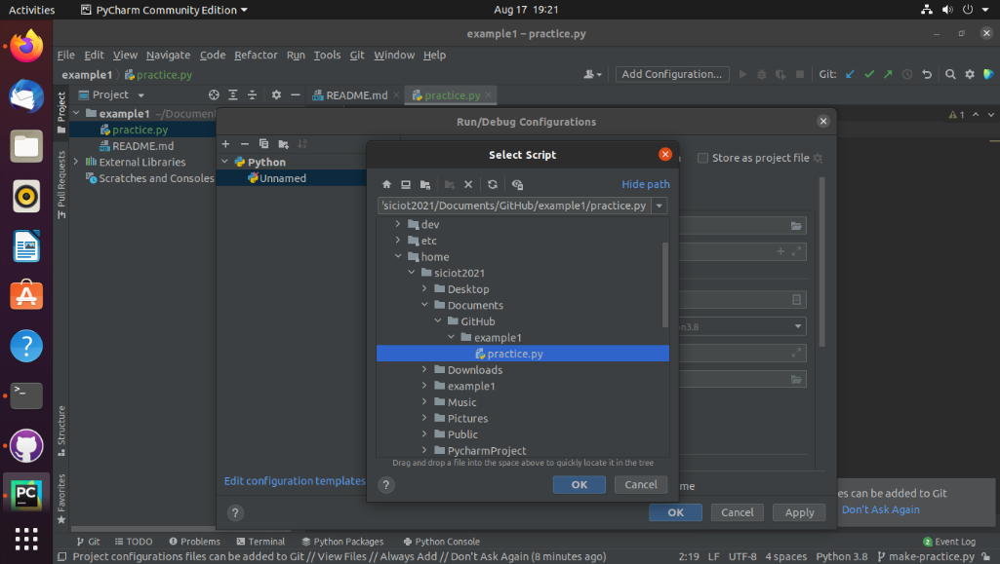 Activities
PyCharm Community Edition
Aug 17 19:21
example1 – practice.py
File Edit View Navigate Code Refactor Run Tools Git Window Help
example1 practice.py
Add Configuration...
Git:
Project
README.md
practice.py
Project
Pull Requests
Structure
Favorites
example1 ~/Documen
practice.py
README.md
External Libraries
Scratches and Consoles
1
Run/Debug Configurations
Python
Unnamed
Store as project file
n3.8
Edit configuration templates
me
?
OK
Cancel
Apply
Select Script
Hide path
'siciot2021/Documents/GitHub/example1/practice.py
dev
etc
home
siciot2021
Desktop
Documents
GitHub
example1
practice.py
Downloads
example1
Music
Pictures
Public
PycharmProject
Drag and drop a file into the space above to quickly locate it in the tree
?
OK
Cancel
es can be added to Git
Don't Ask Again
Git
TODO
Problems
Terminal
Python Packages
Python Console
2 Event Log
Project configurations files can be added to Git // View Files // Always Add // Don't Ask Again (8 minutes ago)
2:19 LF UTF-8 4 spaces Python 3.8 make-practice.py